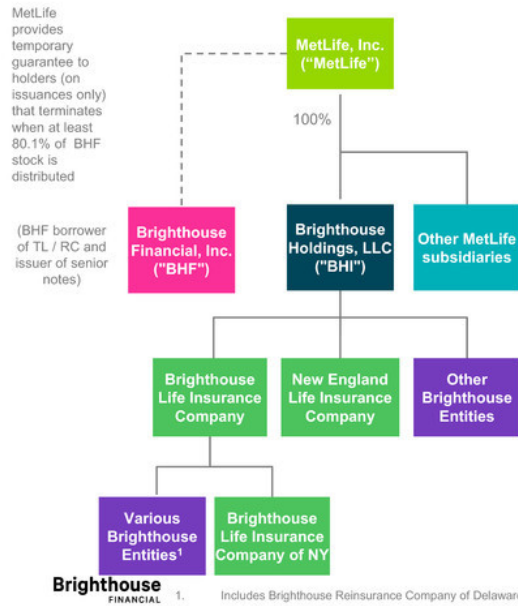 MetLife
provides
temporary
guarantee to
holders (on
issuances only)
that terminates
when at least
80.1% of BHF
stock is
distributed
MetLife, Inc.
(“MetLife”)
100%
(BHF borrower
of TL / RC and
issuer of senior
notes)
Brighthouse
Financial, Inc.
("BHF")
Brighthouse
Holdings, LLC
("BHI")
Other MetLife
subsidiaries
Brighthouse
Life Insurance
Company
New England
Life Insurance
Company
Other
Brighthouse
Entities
Various
Brighthouse
Entities¹
Brighthouse
Life Insurance
Company of NY
Brighthouse
FINANCIAL
1. Includes Brighthouse Reinsurance Company of Delaware